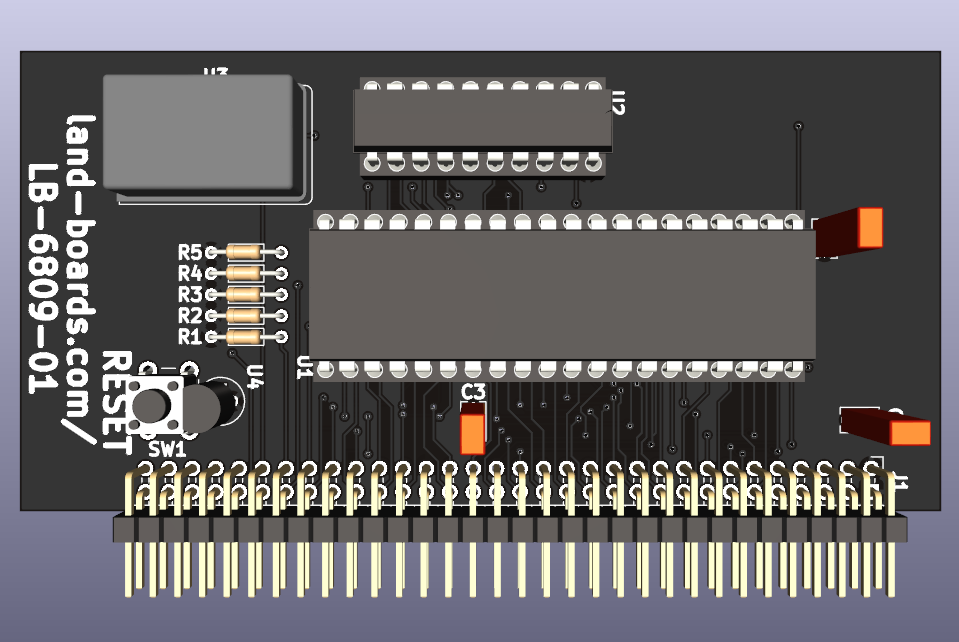 U3
U2
land-boards.com/
LB-6809-01
R5
R4
R3
R2
R1
U1
U4
RESET
SW1
C3
J1